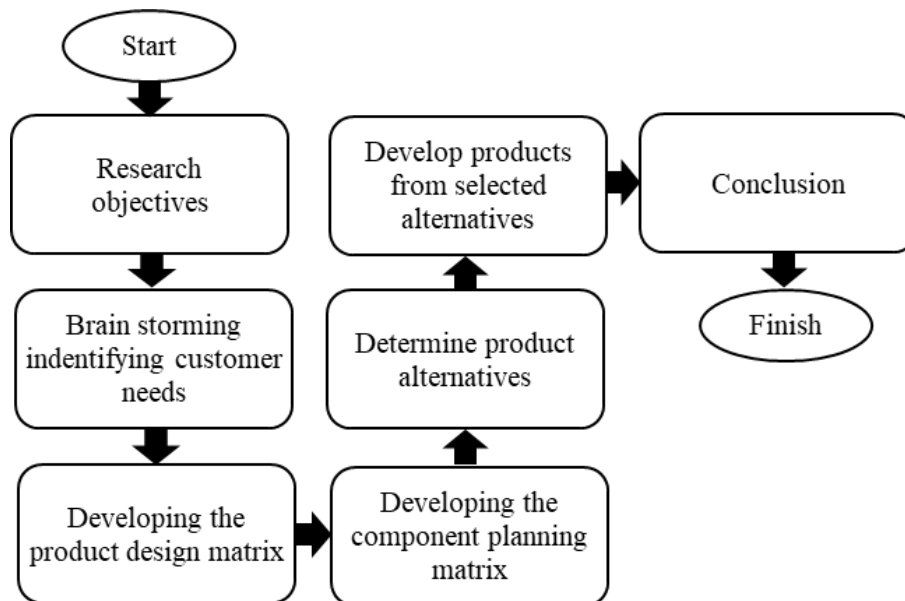 Start
Research
objectives
Brain storming
indentifying customer
needs
Developing the
product design matrix
Developing the
component planning
matrix
Determine product
alternatives
Develop products
from selected
alternatives
Conclusion
Finish